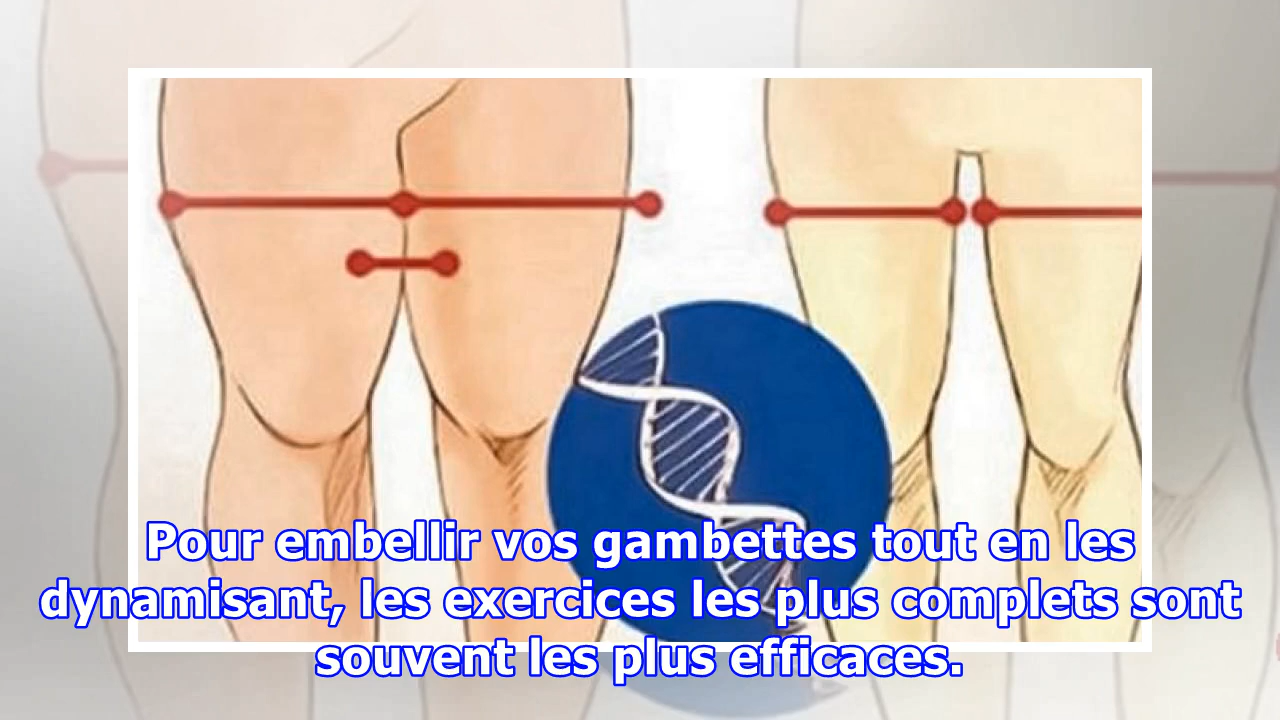 Pour embellir vos gambettes tout en les
dynamisant, les exercices les plus complets sont
souvent les plus efficaces.